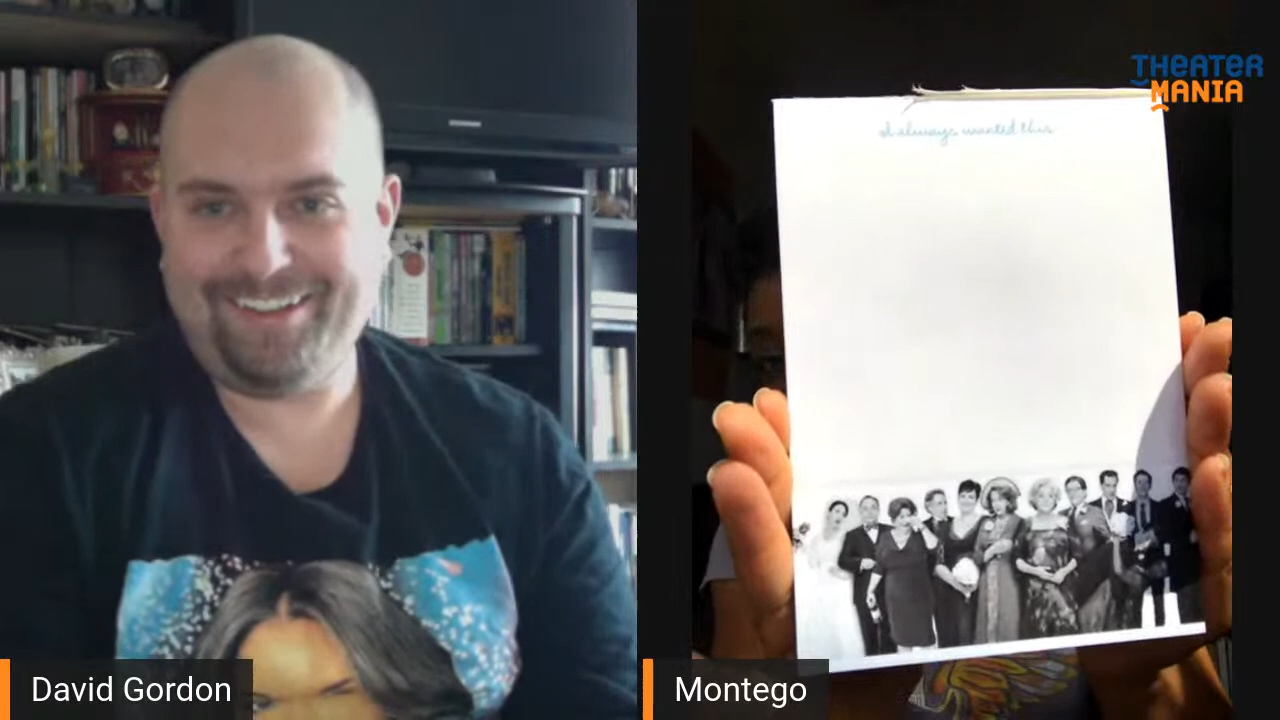 THEATER
MANIA
I always wanted this
David Gordon
Montego